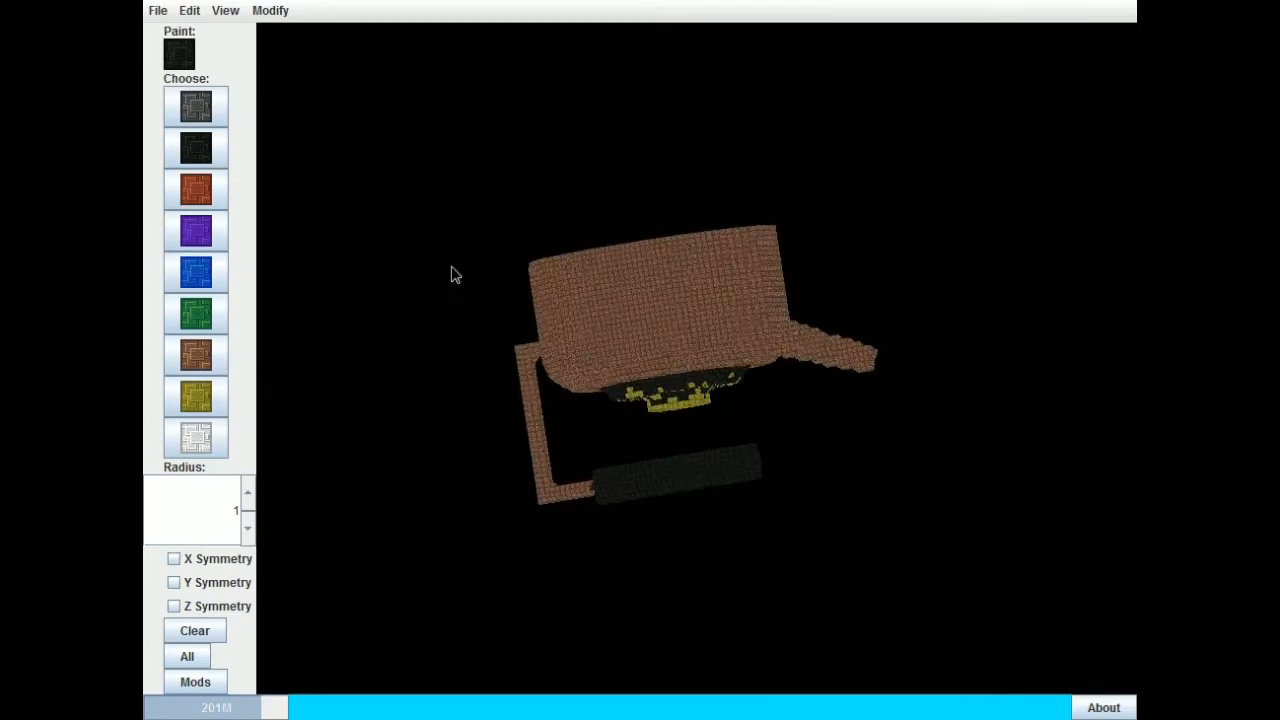 File Edit View Modify
Paint:
Choose:
Radius:
1
X Symmetry
Y Symmetry
Z Symmetry
Clear
All
Mods
201M
About